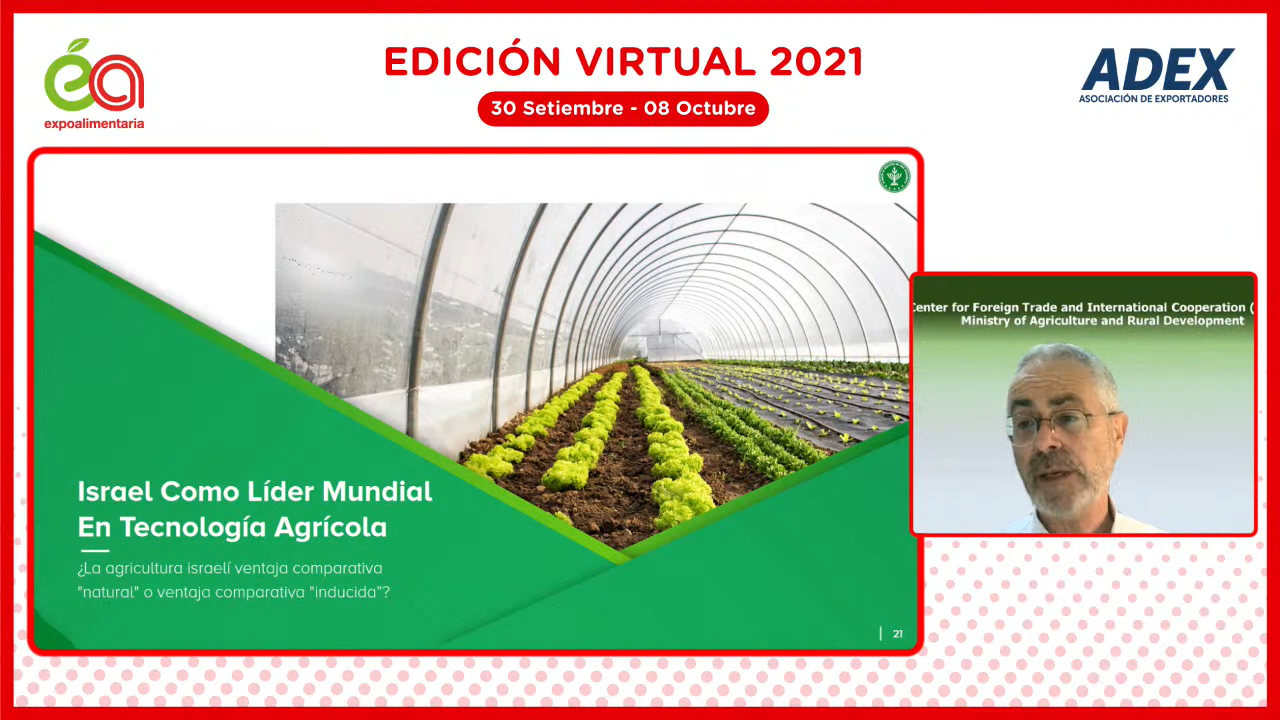 EDICIÓN VIRTUAL 2021
30 Setiembre - 08 Octubre
expoalimentaria
ADEX
ASOCIACIÓN DE EXPORTADORES
Center for Foreign Trade and International Cooperation (
Ministry of Agriculture and Rural Development
Israel Como Líder Mundial
En Tecnología Agrícola
¿La agricultura israelí ventaja comparativa
"natural" o ventaja comparativa "inducida"?
21